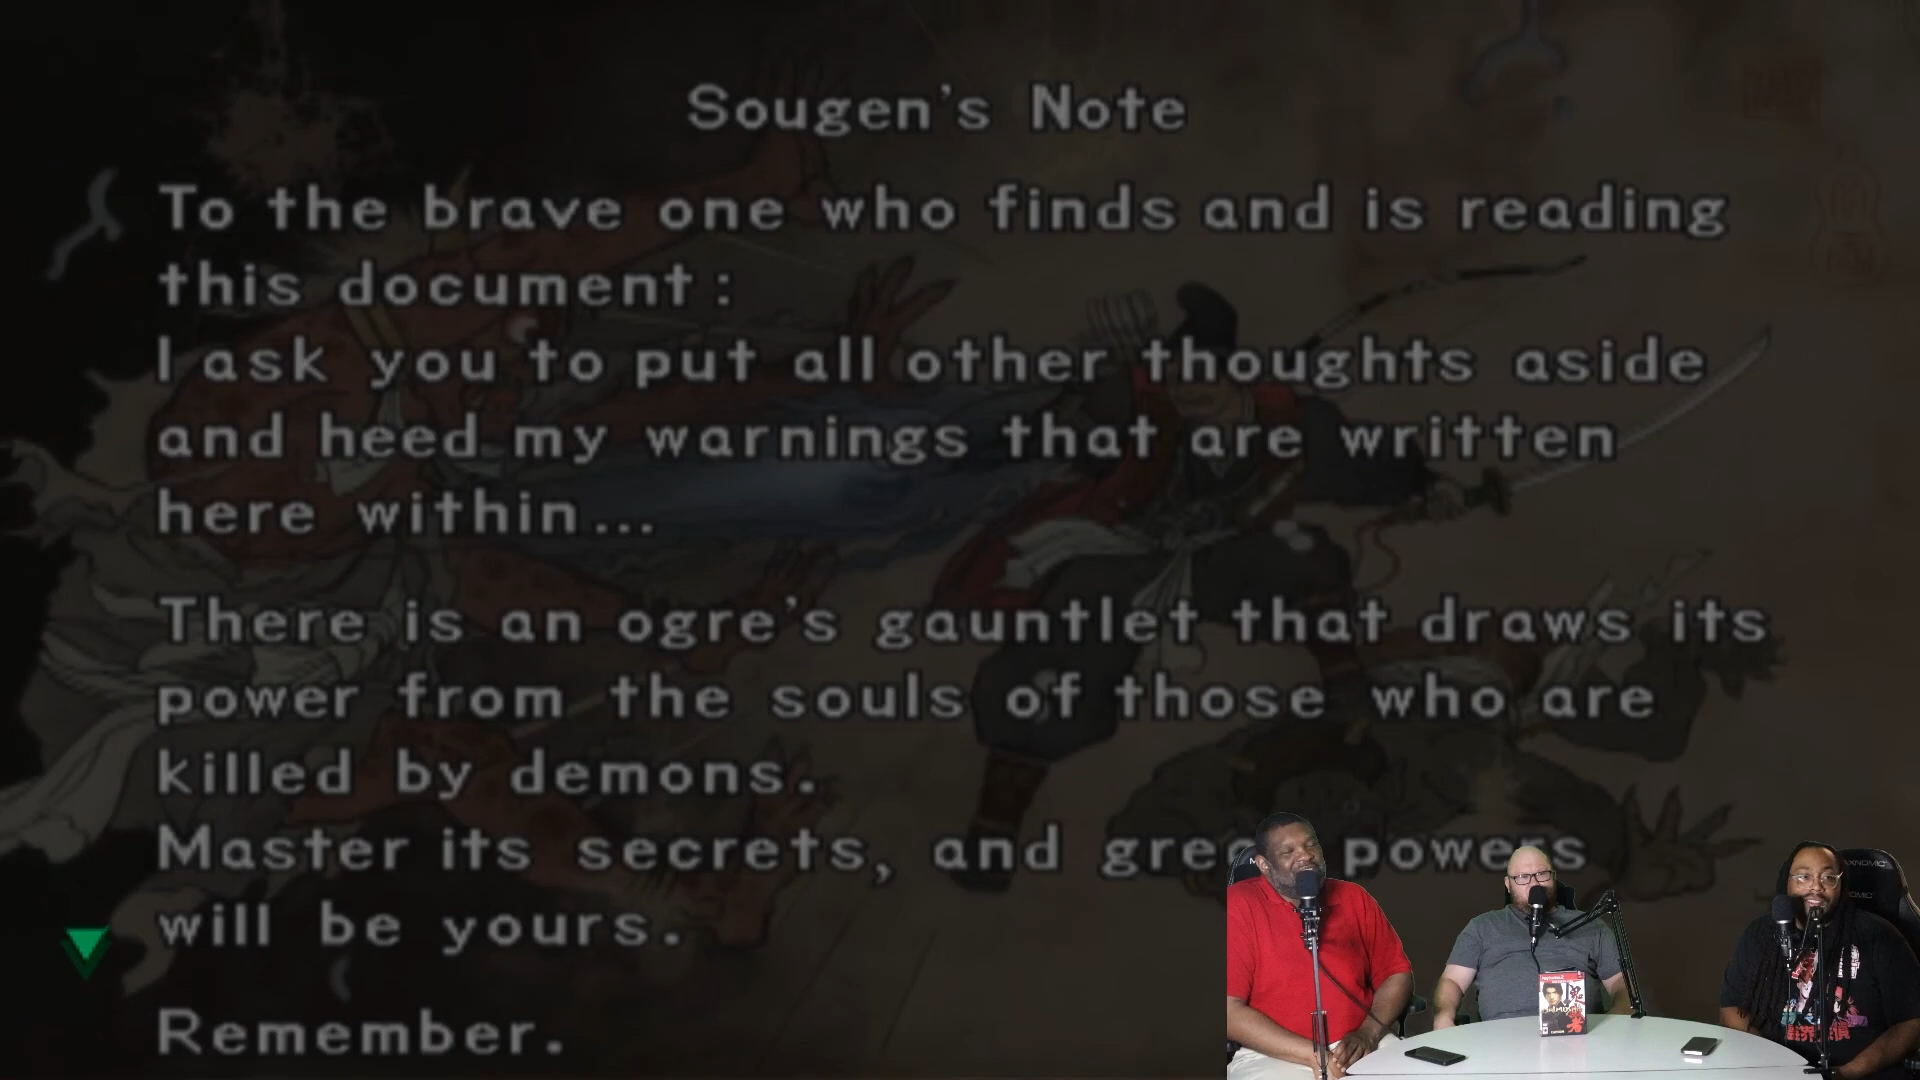 Sougen's Note
To the brave one who finds and is reading
this document:
I ask you to put all other thoughts aside
and heed my warnings that are written
here within...
There is an ogre's gauntlet that draws its
power from the souls of those who are
killed by demons.
Master its secrets, and great powers
will be yours.
Remember.